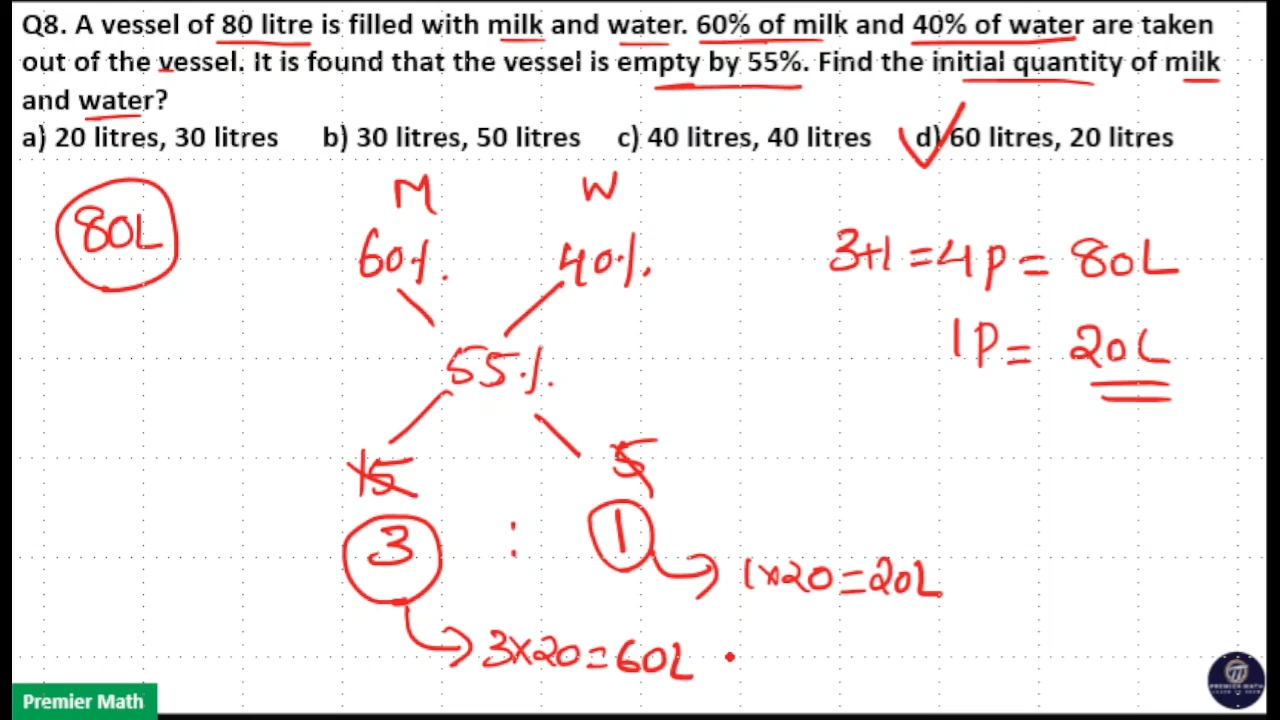 Q8. A vessel of 80 litre is filled with milk and water. 60% of milk and 40% of water are taken
out of the vessel. It is found that the vessel is empty by 55%. Find the initial quantity of milk
and water?
a) 20 litres, 30 litres b) 30 litres, 50 litres c) 40 litres, 40 litres d) 60 litres, 20 litres
80L
M W
60% 40%
55%
15 5
3 : 1
1×20=20L
3×20=60L
3+1=4P=80L
1P=20L
Premier Math
PREMIER MATH